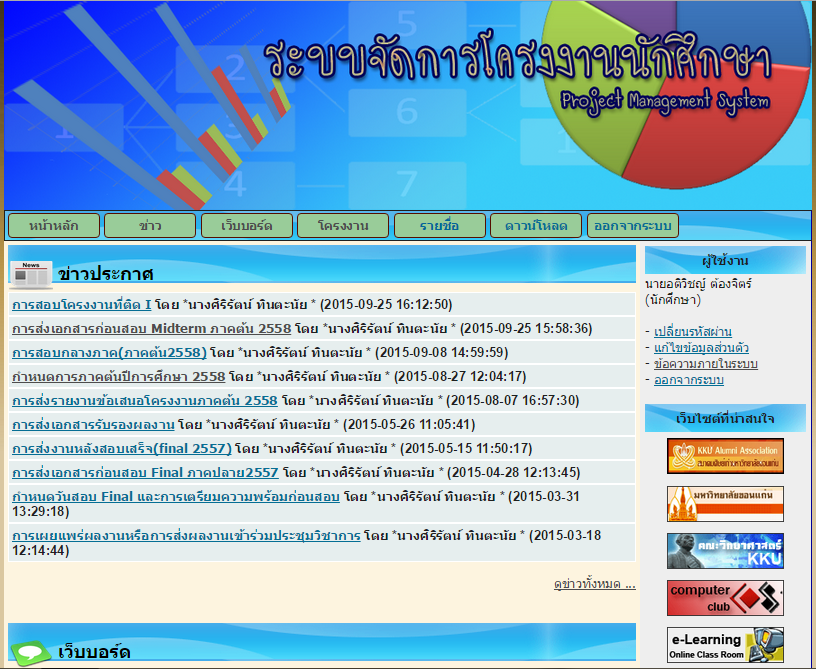 5
2
1
3
6
4
7
1
ระบบจัดการโครงงานนักศึกษา
Project Management System
หน้าหลัก
ข่าว
เว็บบอร์ด
โครงงาน
รายชื่อ
ดาวน์โหลด
ออกจากระบบ
News
ข่าวประกาศ
การสอบโครงงานที่ติด I โดย *นางศิริรัตน์ ทินตะนัย * (2015-09-25 16:12:50)
การส่งเอกสารก่อนสอบ Midterm ภาคต้น 2558 โดย *นางศิริรัตน์ ทินตะนัย * (2015-09-25 15:58:36)
การสอบกลางภาค(ภาคต้น2558) โดย *นางศิริรัตน์ ทินตะนัย * (2015-09-08 14:59:59)
กำหนดการภาคต้นปีการศึกษา 2558 โดย *นางศิริรัตน์ ทินตะนัย * (2015-08-27 12:04:17)
การส่งรายงานข้อเสนอโครงงานภาคต้น 2558 โดย *นางศิริรัตน์ ทินตะนัย * (2015-08-07 16:57:30)
การส่งเอกสารรับรองผลงาน โดย *นางศิริรัตน์ ทินตะนัย * (2015-05-26 11:05:41)
การส่งงานหลังสอบเสร็จ(final 2557) โดย *นางศิริรัตน์ ทินตะนัย * (2015-05-15 11:50:17)
การส่งเอกสารก่อนสอบ Final ภาคปลาย2557 โดย *นางศิริรัตน์ ทินตะนัย * (2015-04-28 12:13:45)
กำหนดวันสอบ Final และการเตรียมความพร้อมก่อนสอบ โดย *นางศิริรัตน์ ทินตะนัย * (2015-03-31
13:29:18)
การเผยแพร่ผลงานหรือการส่งผลงานเข้าร่วมประชุมวิชาการ โดย *นางศิริรัตน์ ทินตะนัย * (2015-03-18
12:14:44)
ดูข่าวทั้งหมด ...
เว็บบอร์ด
ผู้ใช้งาน
นายอติวิชญ์ ต้องจิตร์
(นักศึกษา)
- เปลี่ยนรหัสผ่าน
- แก้ไขข้อมูลส่วนตัว
- ข้อความภายในระบบ
- ออกจากระบบ
เว็บไซต์ที่น่าสนใจ
KKU Alumni Association
สมาคมศิษย์เก่ามหาวิทยาลัยขอนแก่น
มหาวิทยาลัยขอนแก่น
คณะวิทยาศาสตร์
KKU
computer
club
e-Learning
Online Class Room